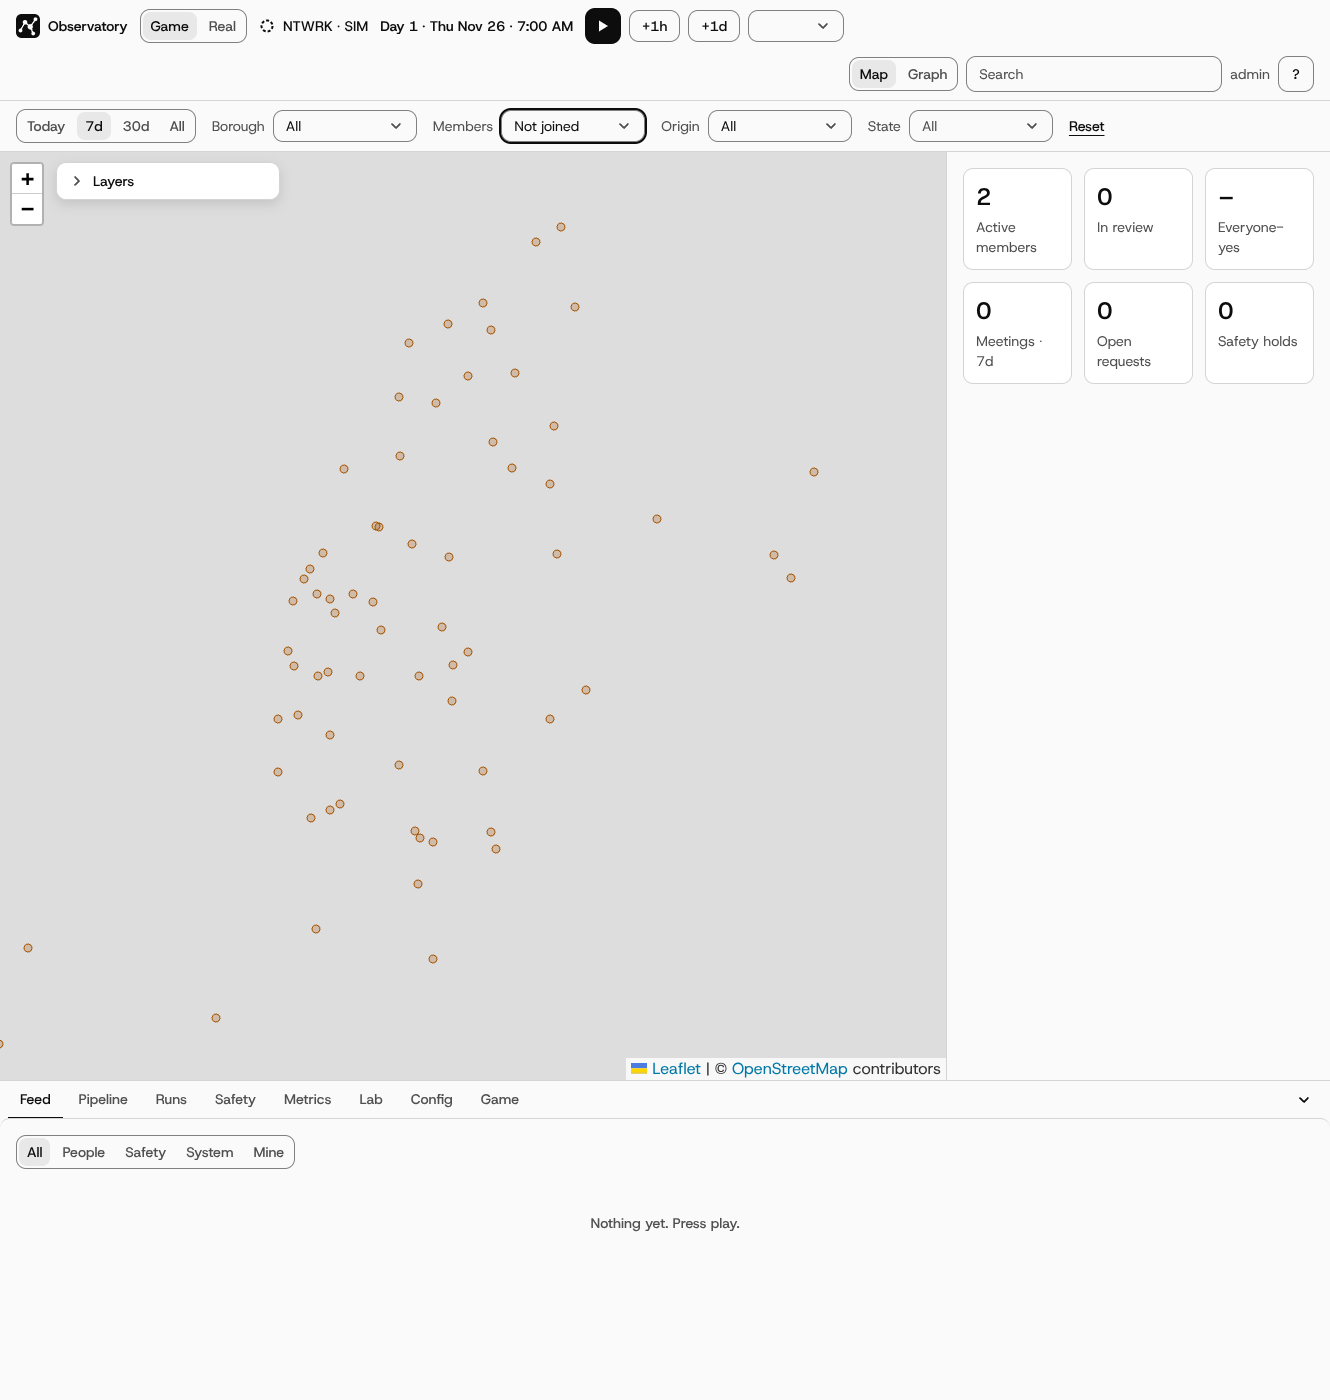 Observatory
Game Real
NTWRK · SIM Day 1 · Thu Nov 26 · 7:00 AM +1h +1d
Map Graph Search admin ?
Today 7d 30d All Borough All Members Not joined Origin All State All Reset
+
−
Layers
2
Active
members
0
In review
–
Everyone-
yes
0
Meetings ·
7d
0
Open
requests
0
Safety holds
Leaflet | © OpenStreetMap contributors
Feed Pipeline Runs Safety Metrics Lab Config Game
All People Safety System Mine
Nothing yet. Press play.